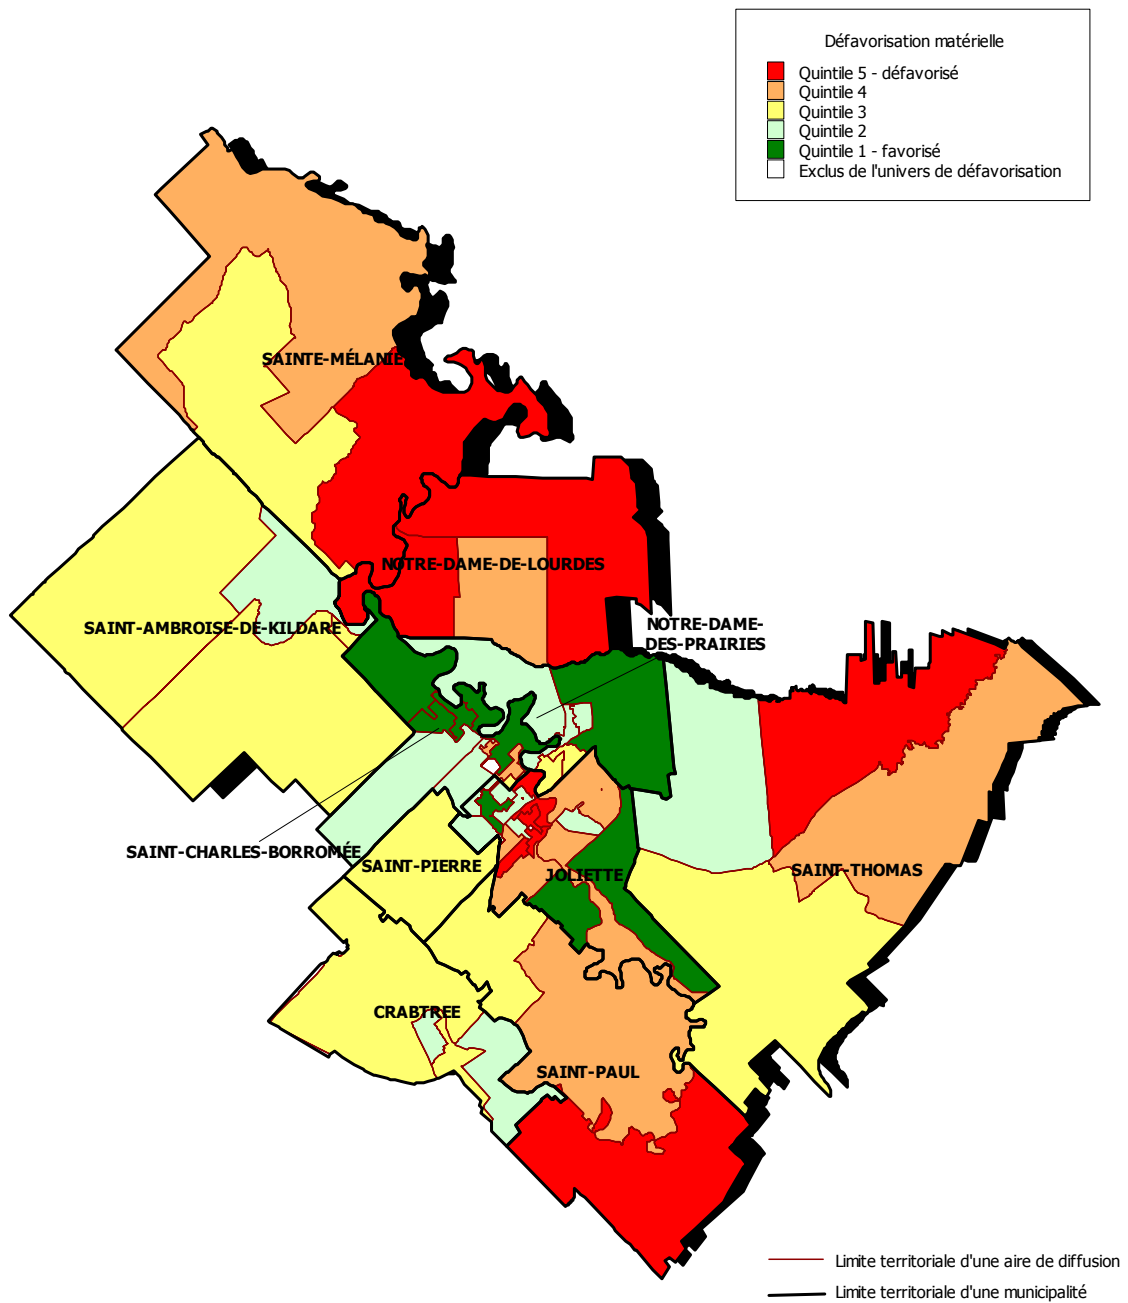 Défavorisation matérielle
Quintile 5 - défavorisé
Quintile 4
Quintile 3
Quintile 2
Quintile 1 - favorisé
Exclus de l'univers de défavorisation
SAINTE-MÉLANIE
NOTRE-DAME-DE-LOURDES
NOTRE-DAME-
DES-PRAIRIES
SAINT-AMBROISE-DE-KILDARE
SAINT-CHARLES-BORROMÉE
SAINT-PIERRE
JOLIETTE
SAINT-THOMAS
CRABTREE
SAINT-PAUL
Limite territoriale d'une aire de diffusion
Limite territoriale d'une municipalité